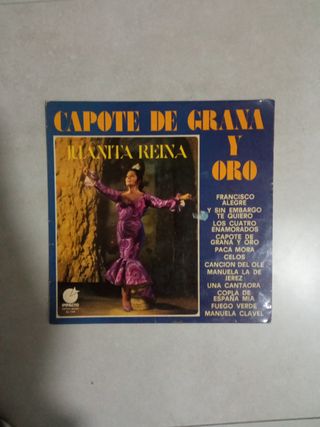 CAPOTE DE GRANA
Y
ORO
JUANITA REINA
FRANCISCO
ALEGRE
Y SIN EMBARGO
TE QUIERO
LOS CUATRO
ENAMORADOS
CAPOTE DE
GRANA Y ORO
PACA MORA
CELOS
CANCION DEL OLE
MANUELA LA DE
JEREZ
UNA CANTAORA
COPLA DE
ESPAÑA MIA
FUEGO VERDE
MANUELA CLAVEL
IMPACTO